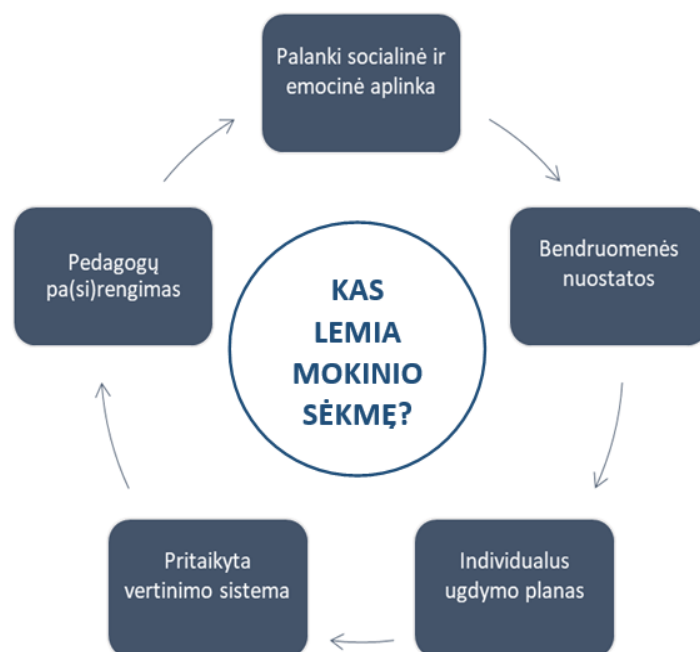 Palanki socialinė ir
emocinė aplinka
Bendruomenės
nuostatos
Individualus
ugdymo planas
Pritaikyta
vertinimo sistema
Pedagogų
pa(si)rengimas
KAS
LEMIA
MOKINIO
SĖKMĘ?